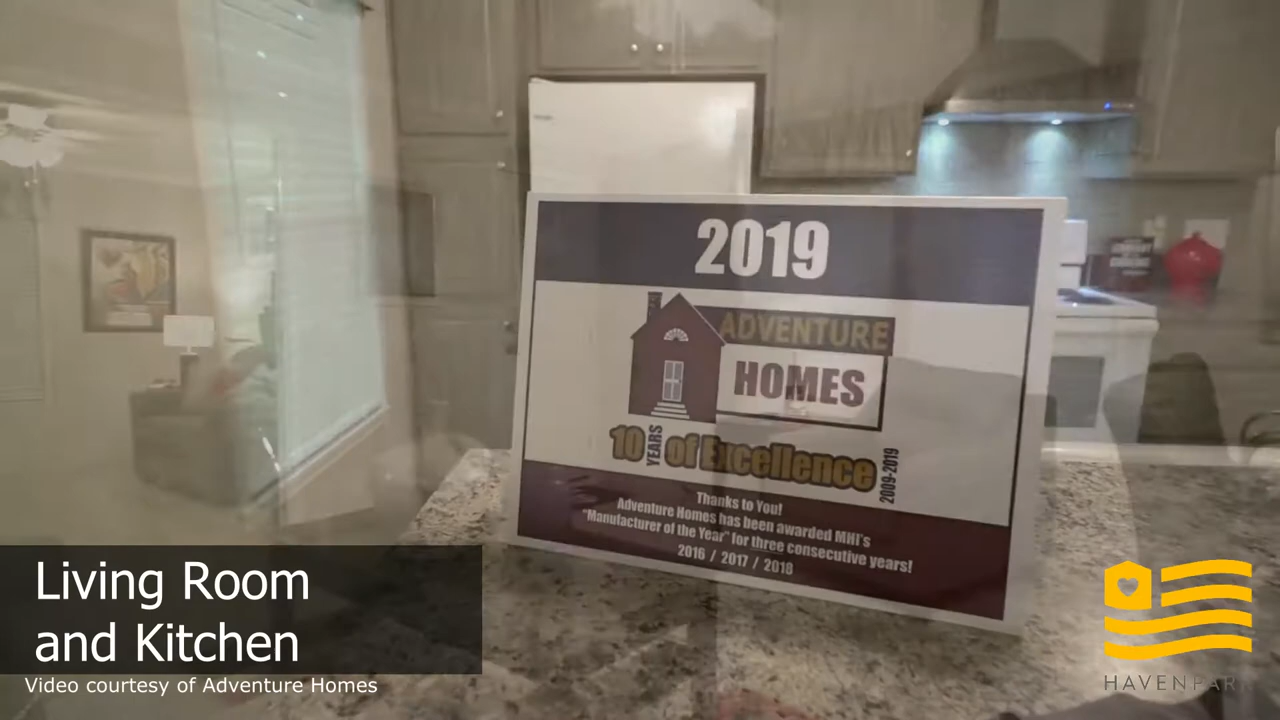 2019
ADVENTURE
HOMES
10 YEARS of Excellence 2009-2019
Thanks to You!
Adventure Homes has been awarded MHI's
"Manufacturer of the Year" for three consecutive years!
2016 / 2017 / 2018
Living Room
and Kitchen
Video courtesy of Adventure Homes
HAVENPARK